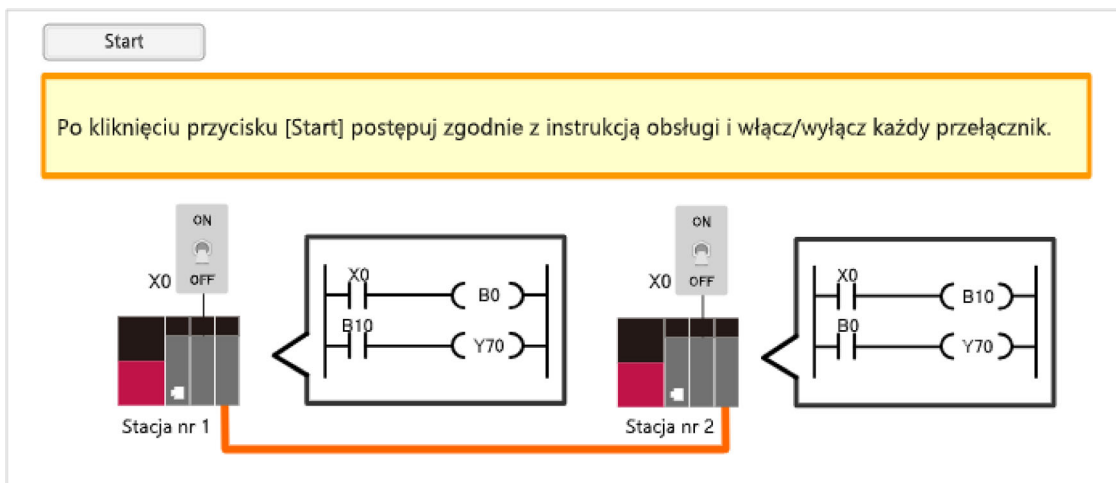 Start
Po kliknięciu przycisku [Start] postępuj zgodnie z instrukcją obsługi i włącz/wyłącz każdy przełącznik.
ON
X0 OFF
X0
B0
B10
Y70
Stacja nr 1
ON
X0 OFF
X0
B10
B0
Y70
Stacja nr 2